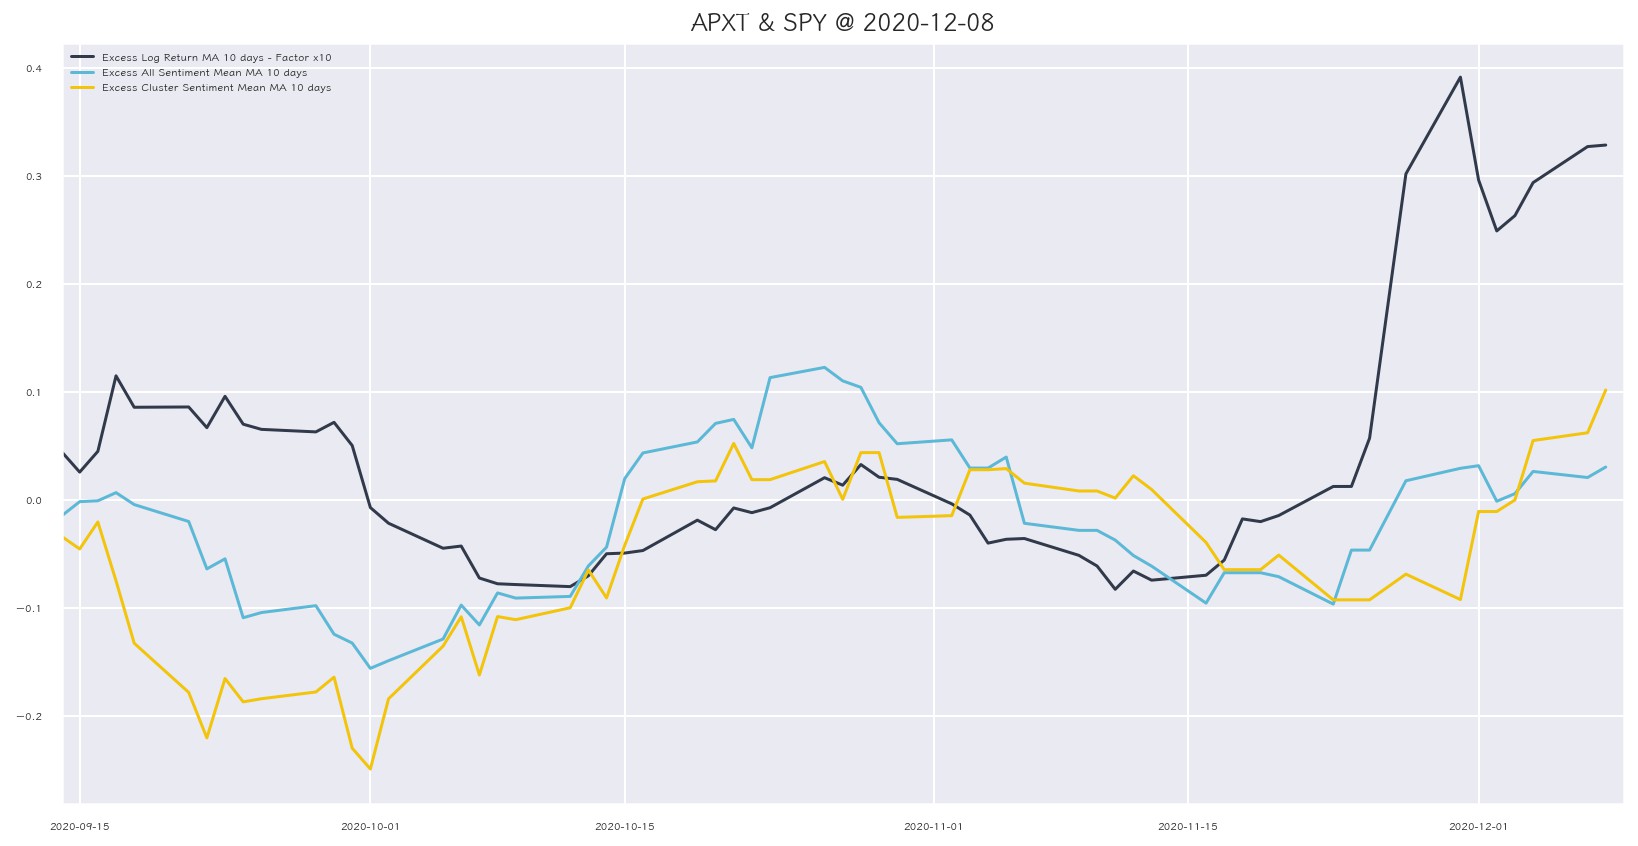 APXT & SPY @ 2020-12-08
Excess Log Return MA 10 days - Factor x10
Excess All Sentiment Mean MA 10 days
Excess Cluster Sentiment Mean MA 10 days
0.4
0.3
0.2
0.1
0.0
−0.1
−0.2
2020-09-15 2020-10-01 2020-10-15 2020-11-01 2020-11-15 2020-12-01